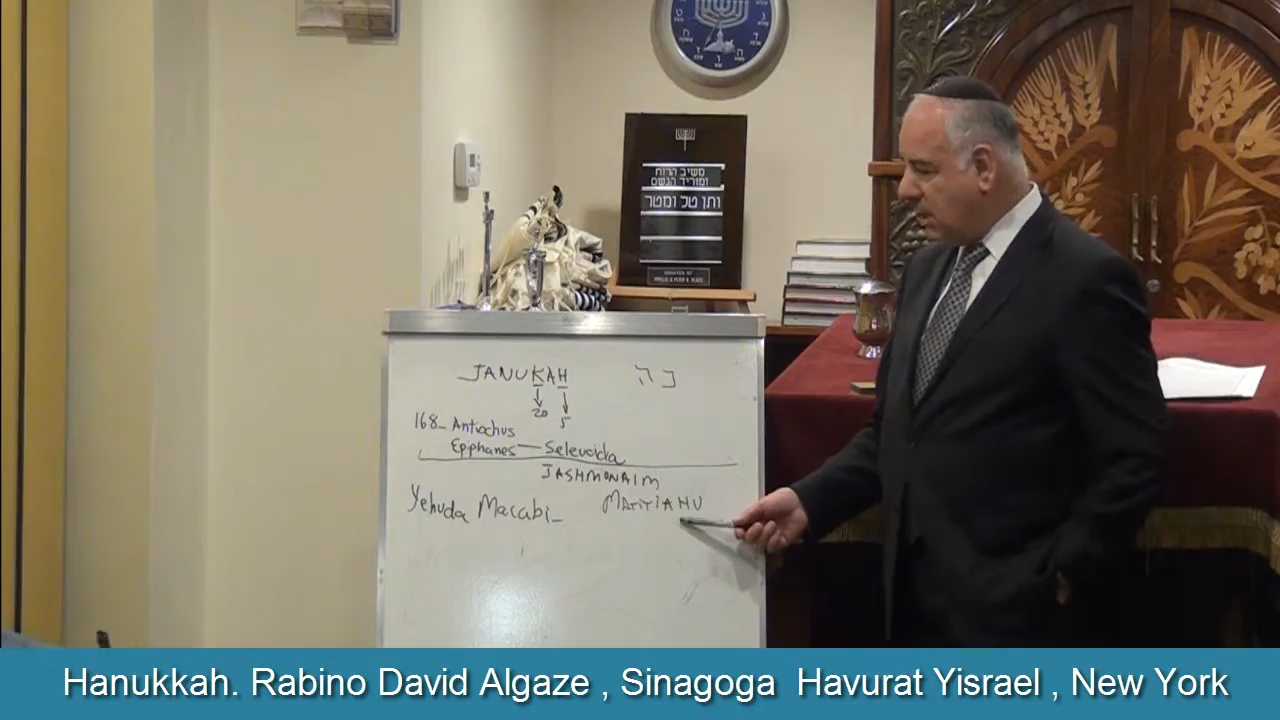 משיב הרוח
ומוריד הגשם
ותן טל ומטר
JANUKAH
כה
20
5
168_ Antiochus
Epiphanes — Seleucida
JASHMONAIM
Yehuda Macabi_
MATITIAHU
Hanukkah. Rabino David Algaze , Sinagoga Havurat Yisrael , New York